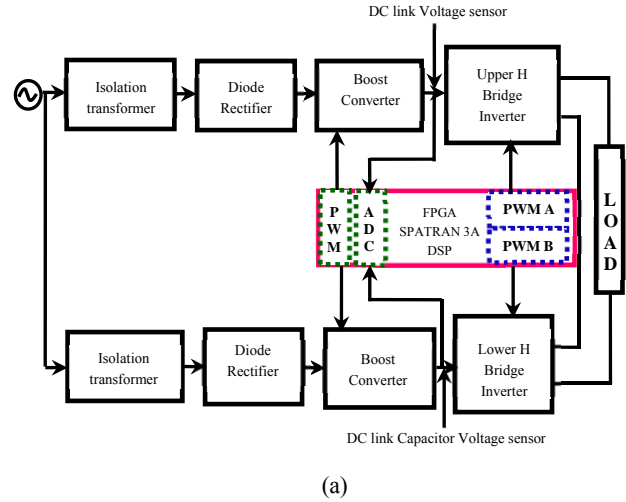 DC link Voltage sensor
Isolation
transformer
Diode
Rectifier
Boost
Converter
Upper H
Bridge
Inverter
P
W
M
A
D
C
FPGA
SPATRAN 3A
DSP
PWM A
PWM B
L
O
A
D
Isolation
transformer
Diode
Rectifier
Boost
Converter
Lower H
Bridge
Inverter
DC link Capacitor Voltage sensor
(a)